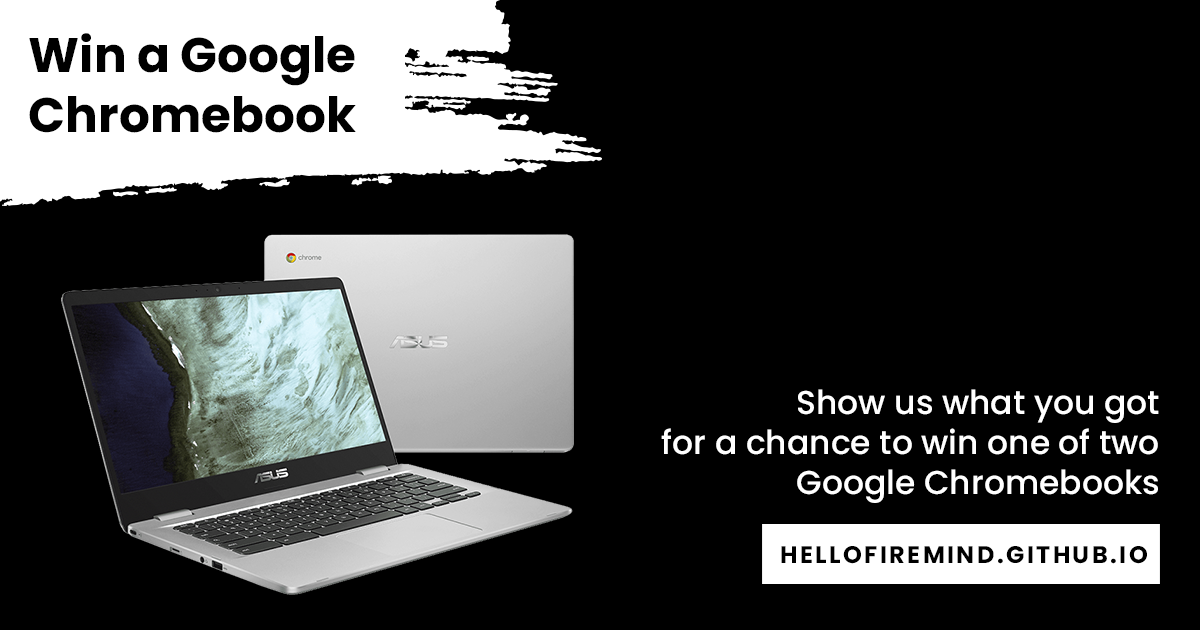 Win a Google
Chromebook
chrome
ASUS
ASUS
Show us what you got
for a chance to win one of two
Google Chromebooks
HELLOFIREMIND.GITHUB.IO